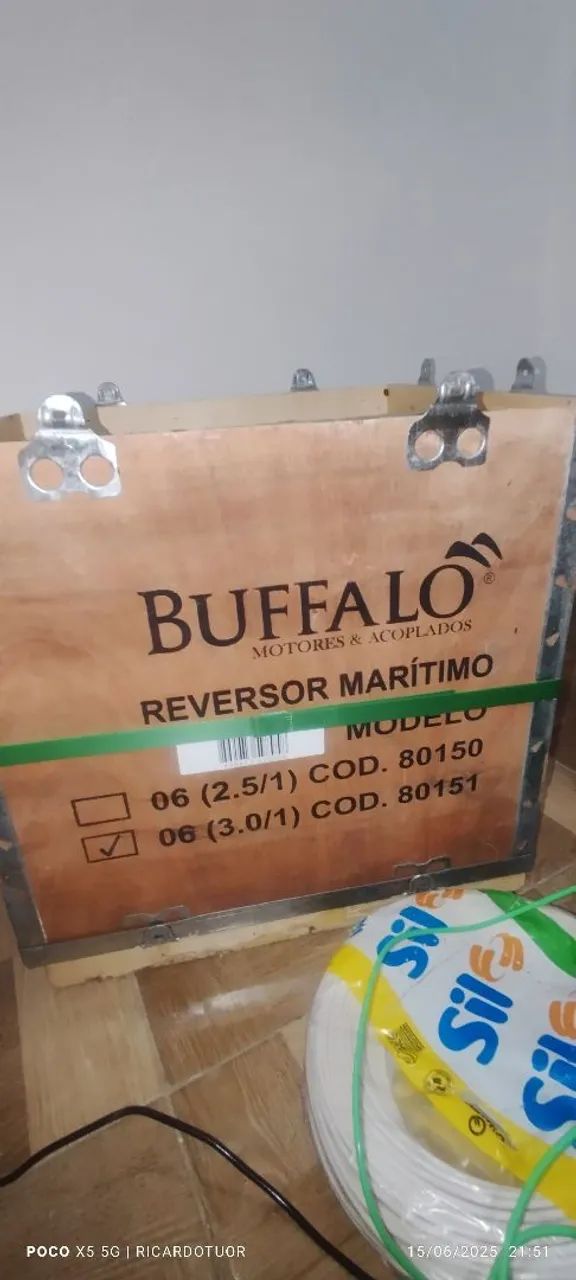 BUFFALO®
MOTORES & ACOPLADOS
REVERSOR MARÍTIMO
MODELO
06 (2.5/1) COD. 80150
06 (3.0/1) COD. 80151
Sil
Sil
Sil
POCO X5 5G | RICARDOTUOR
15/06/2025 21:51